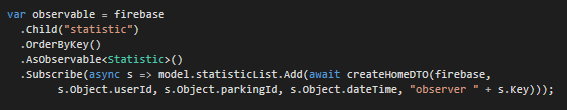 var observable = firebase
.Child("statistic")
.OrderByKey()
.AsObservable<Statistic>()
.Subscribe(async s => model.statisticList.Add(await createHomeDTO(firebase,
s.Object.userId, s.Object.parkingId, s.Object.dateTime, "observer " + s.Key)));